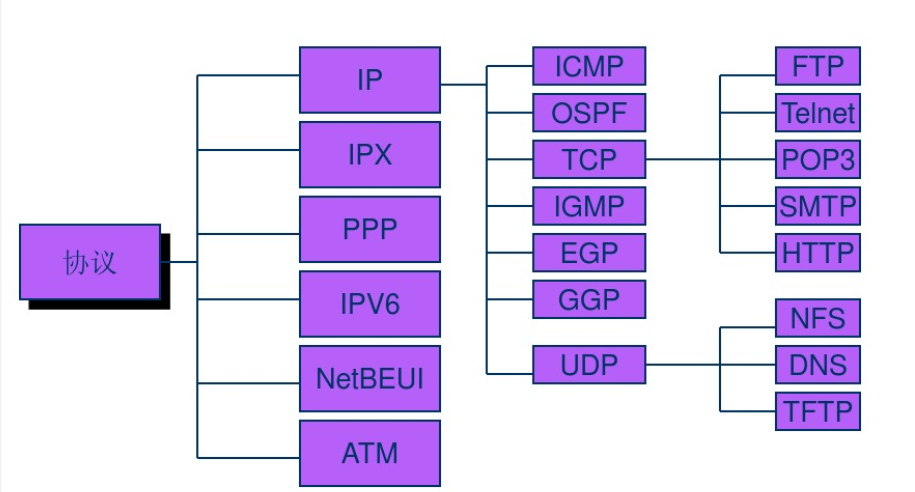 协议
IP
IPX
PPP
IPV6
NetBEUI
ATM
ICMP
OSPF
TCP
IGMP
EGP
GGP
UDP
FTP
Telnet
POP3
SMTP
HTTP
NFS
DNS
TFTP